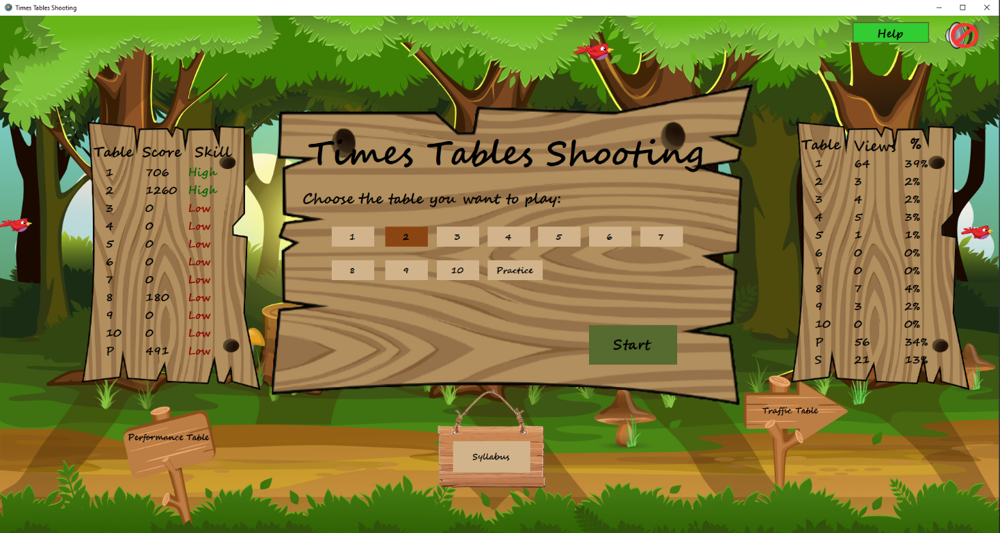 Times Tables Shooting
Help
Table Score Skill
1 706 High
2 1260 High
3 0 Low
4 0 Low
5 0 Low
6 0 Low
7 0 Low
8 180 Low
9 0 Low
10 0 Low
P 491 Low
Times Tables Shooting
Choose the table you want to play:
1 2 3 4 5 6 7
8 9 10 Practice
Start
Table Views %
1 64 39%
2 3 2%
3 4 2%
4 5 3%
5 1 1%
6 0 0%
7 0 0%
8 7 4%
9 3 2%
10 0 0%
P 56 34%
S 21 13%
Performance Table
Syllabus
Traffic Table